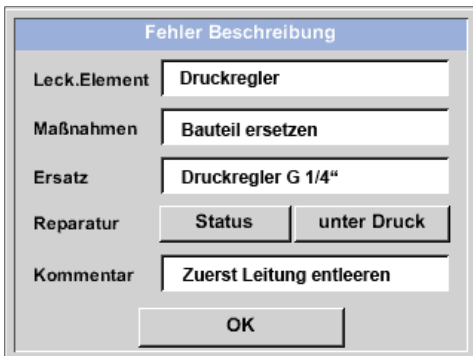 Fehler Beschreibung
Leck.Element Druckregler
Maßnahmen Bauteil ersetzen
Ersatz Druckregler G 1/4“
Reparatur Status unter Druck
Kommentar Zuerst Leitung entleeren
OK